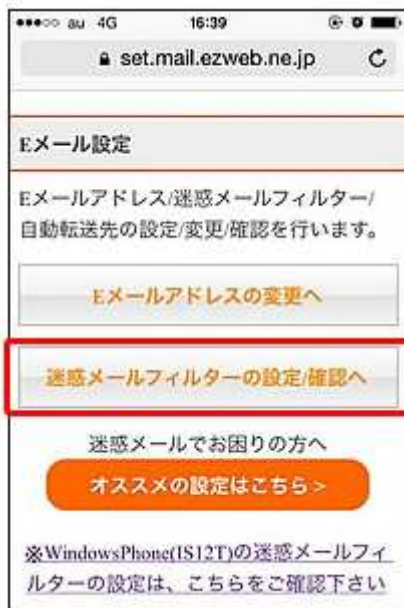 au 4G 16:39
set.mail.ezweb.ne.jp
Eメール設定
Eメールアドレス/迷惑メールフィルター/
自動転送先の設定/変更/確認を行います。
Eメールアドレスの変更へ
迷惑メールフィルターの設定/確認へ
迷惑メールでお困りの方へ
オススメの設定はこちら >
※WindowsPhone(IS12T)の迷惑メールフィ
ルターの設定は、こちらをご確認下さい